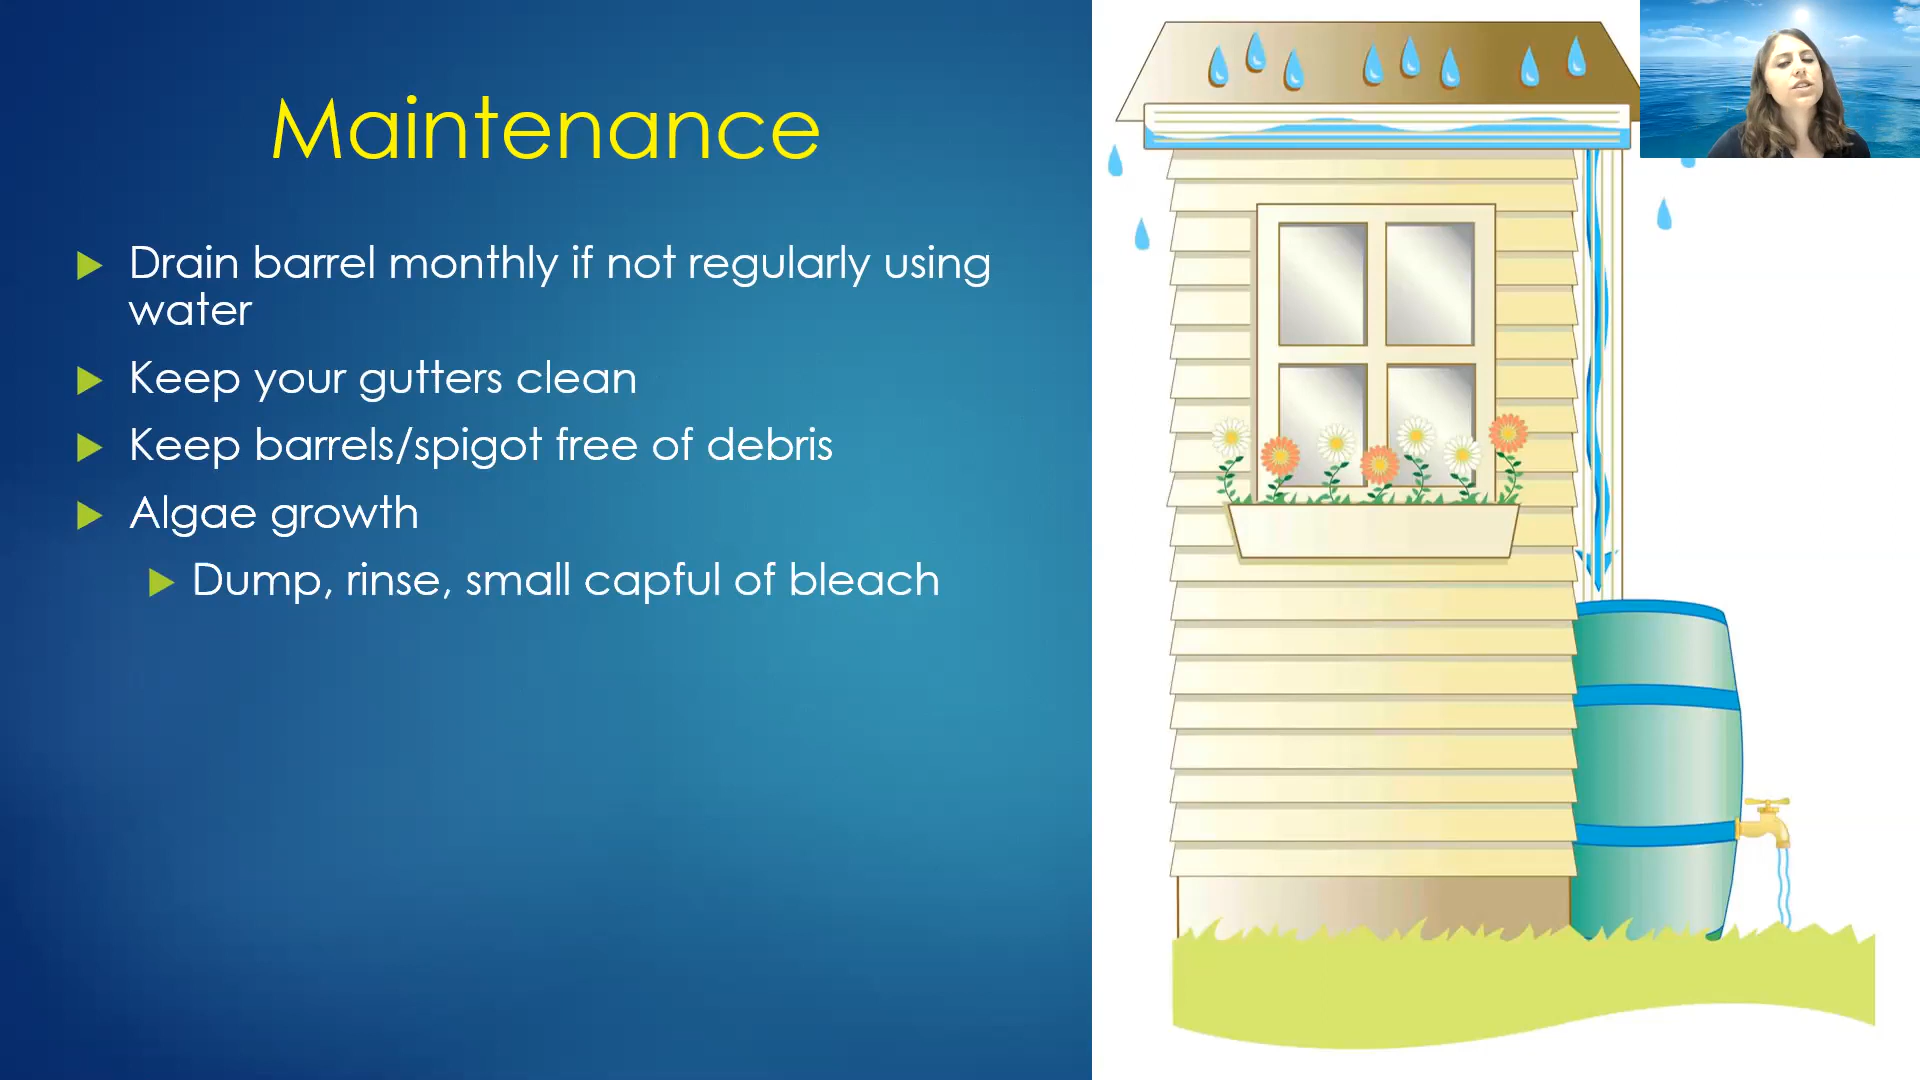 Maintenance
Drain barrel monthly if not regularly using
water
Keep your gutters clean
Keep barrels/spigot free of debris
Algae growth
Dump, rinse, small capful of bleach